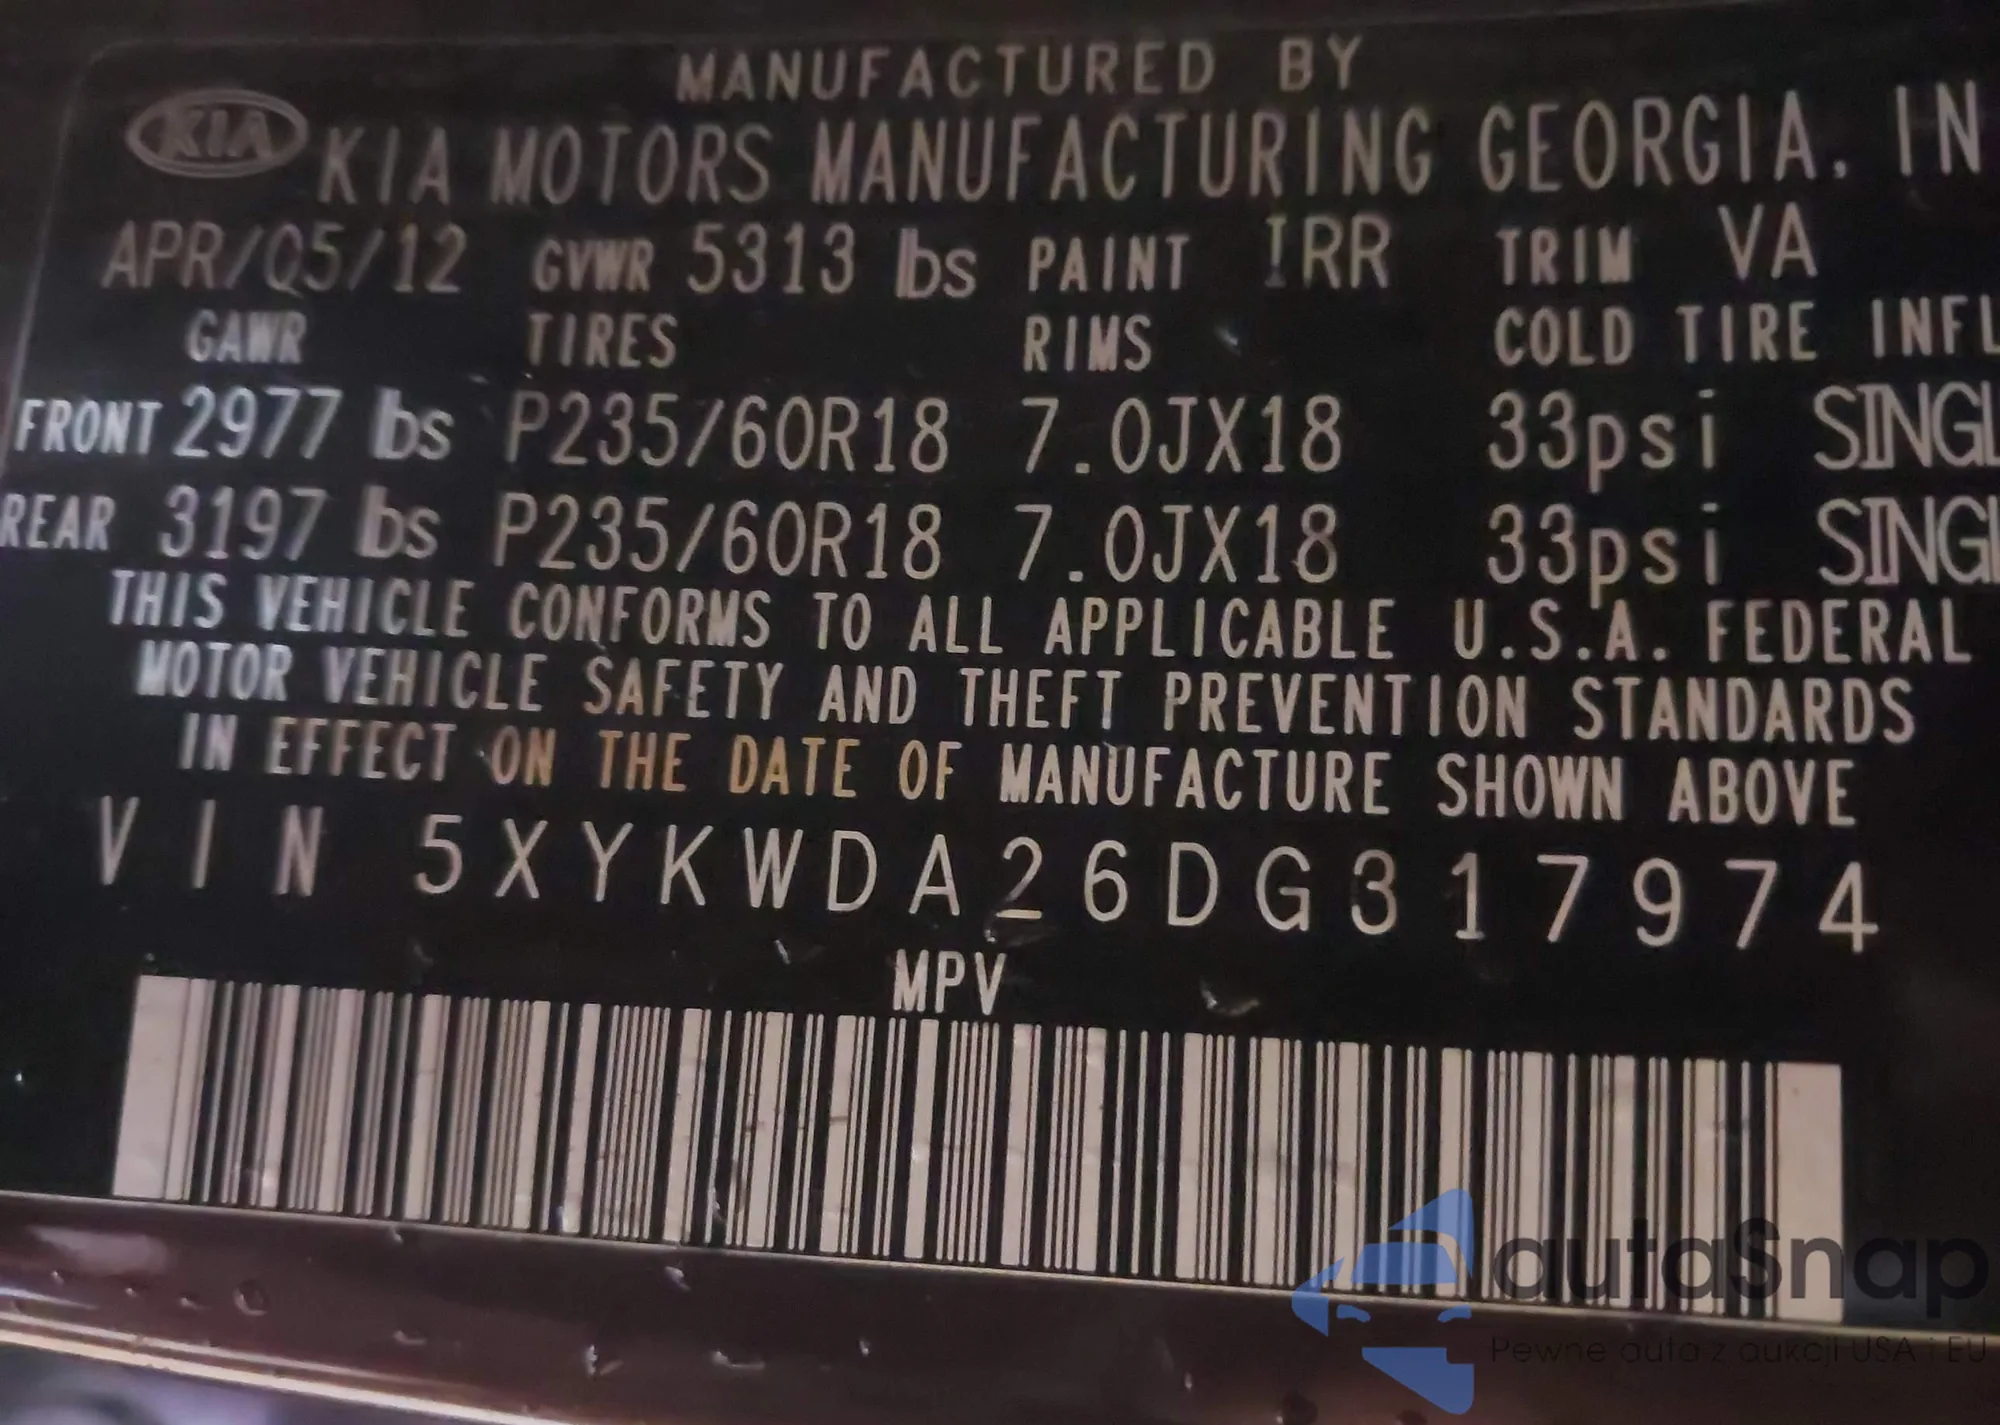 MANUFACTURED BY
KIA KIA MOTORS MANUFACTURING GEORGIA, IN
APR/05/12 GVWR 5313 lbs PAINT IRR TRIM VA
GAWR TIRES RIMS COLD TIRE INFL
FRONT 2977 lbs P235/60R18 7.0JX18 33psi SINGL
REAR 3197 lbs P235/60R18 7.0JX18 33psi SINGL
THIS VEHICLE CONFORMS TO ALL APPLICABLE U.S.A. FEDERAL
MOTOR VEHICLE SAFETY AND THEFT PREVENTION STANDARDS
IN EFFECT ON THE DATE OF MANUFACTURE SHOWN ABOVE
VIN 5XYKWDA26DG317974
MPV
autaSnap
Pewne auta z aukcji USA i EU